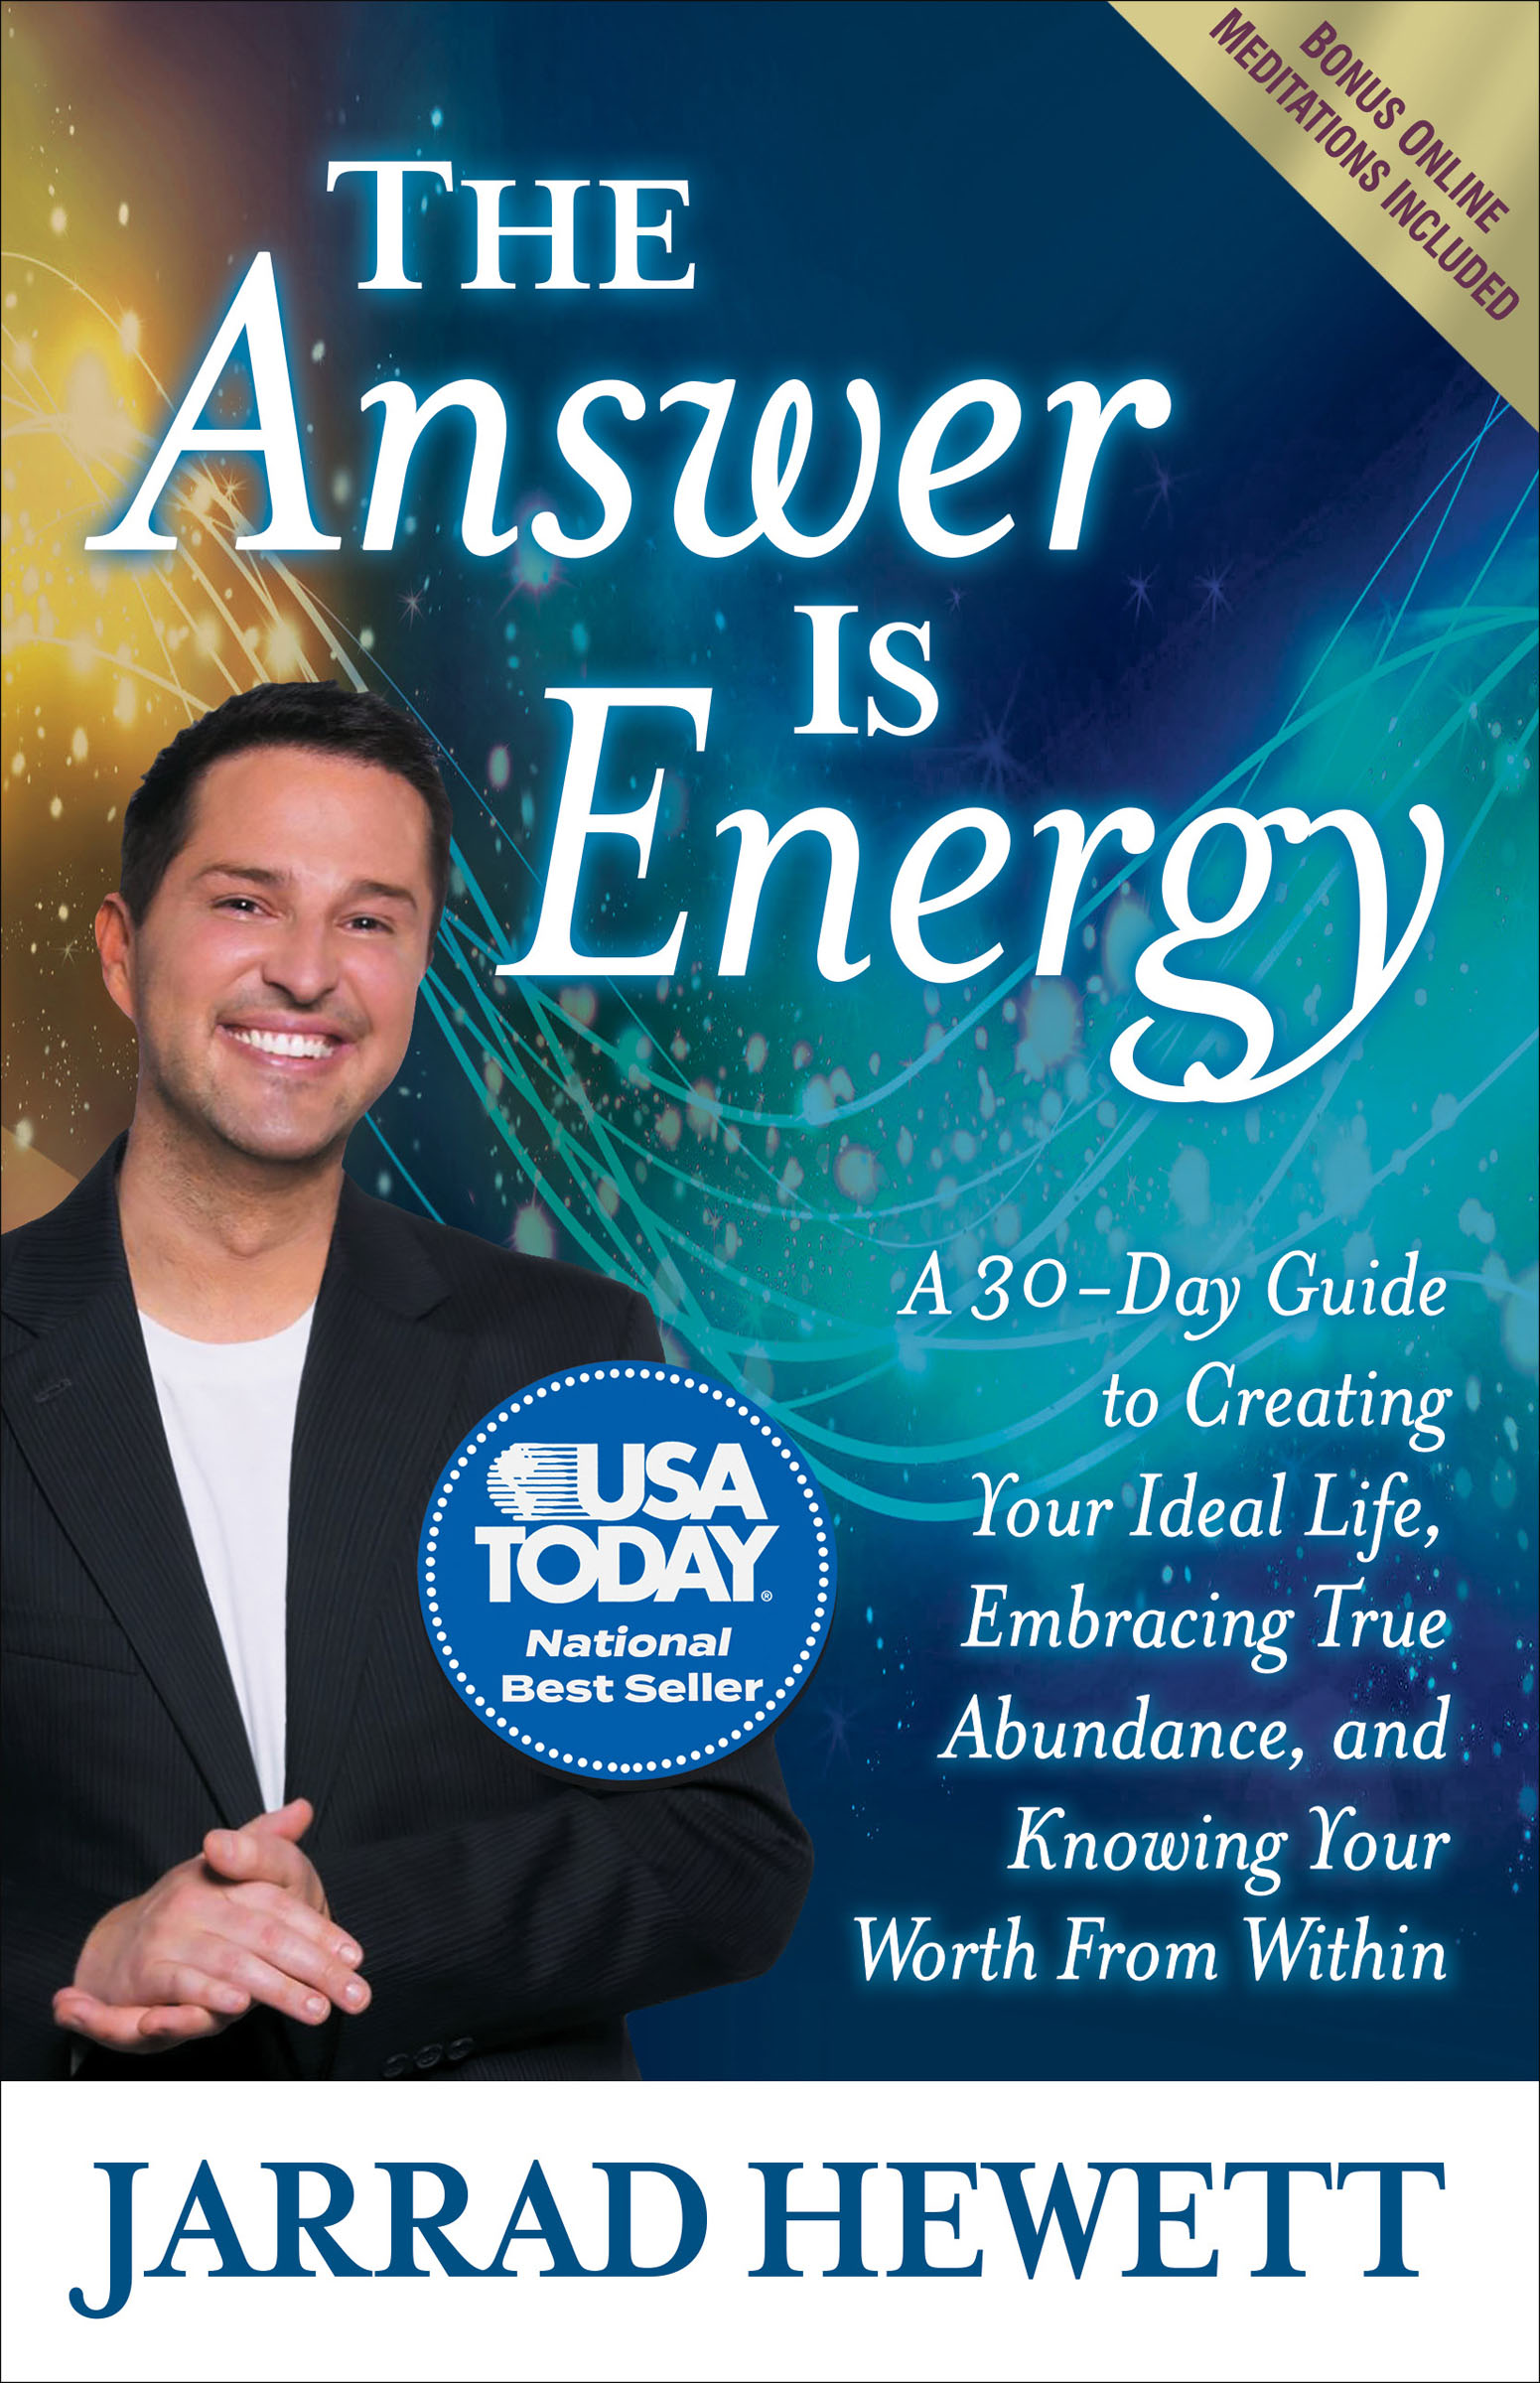 BONUS ONLINE
MEDITATIONS INCLUDED
THE
Answer
IS
Energy
A 30-Day Guide
to Creating
Your Ideal Life,
Embracing True
Abundance, and
Knowing Your
Worth From Within
USA
TODAY®
National
Best Seller
JARRAD HEWETT